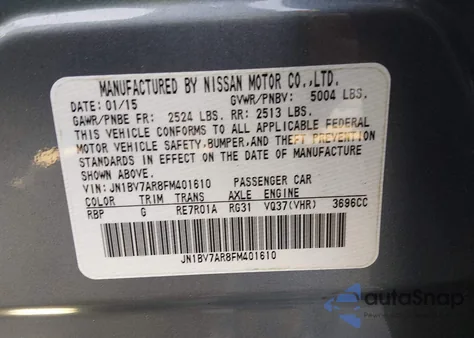 MANUFACTURED BY NISSAN MOTOR CO.,LTD.
DATE: 01/15 GVWR/PNBV: 5004 LBS.
GAWR/PNBE FR: 2524 LBS. RR: 2513 LBS.
THIS VEHICLE CONFORMS TO ALL APPLICABLE FEDERAL
MOTOR VEHICLE SAFETY,BUMPER,AND THEFT PREVENTION
STANDARDS IN EFFECT ON THE DATE OF MANUFACTURE
SHOWN ABOVE.
VIN: JN1BV7AR8FM401610 PASSENGER CAR
COLOR TRIM TRANS AXLE ENGINE
RBP G RE7R01A RG31 VQ37(VHR) 3696CC
JN1BV7AR8FM401610
autoSnap